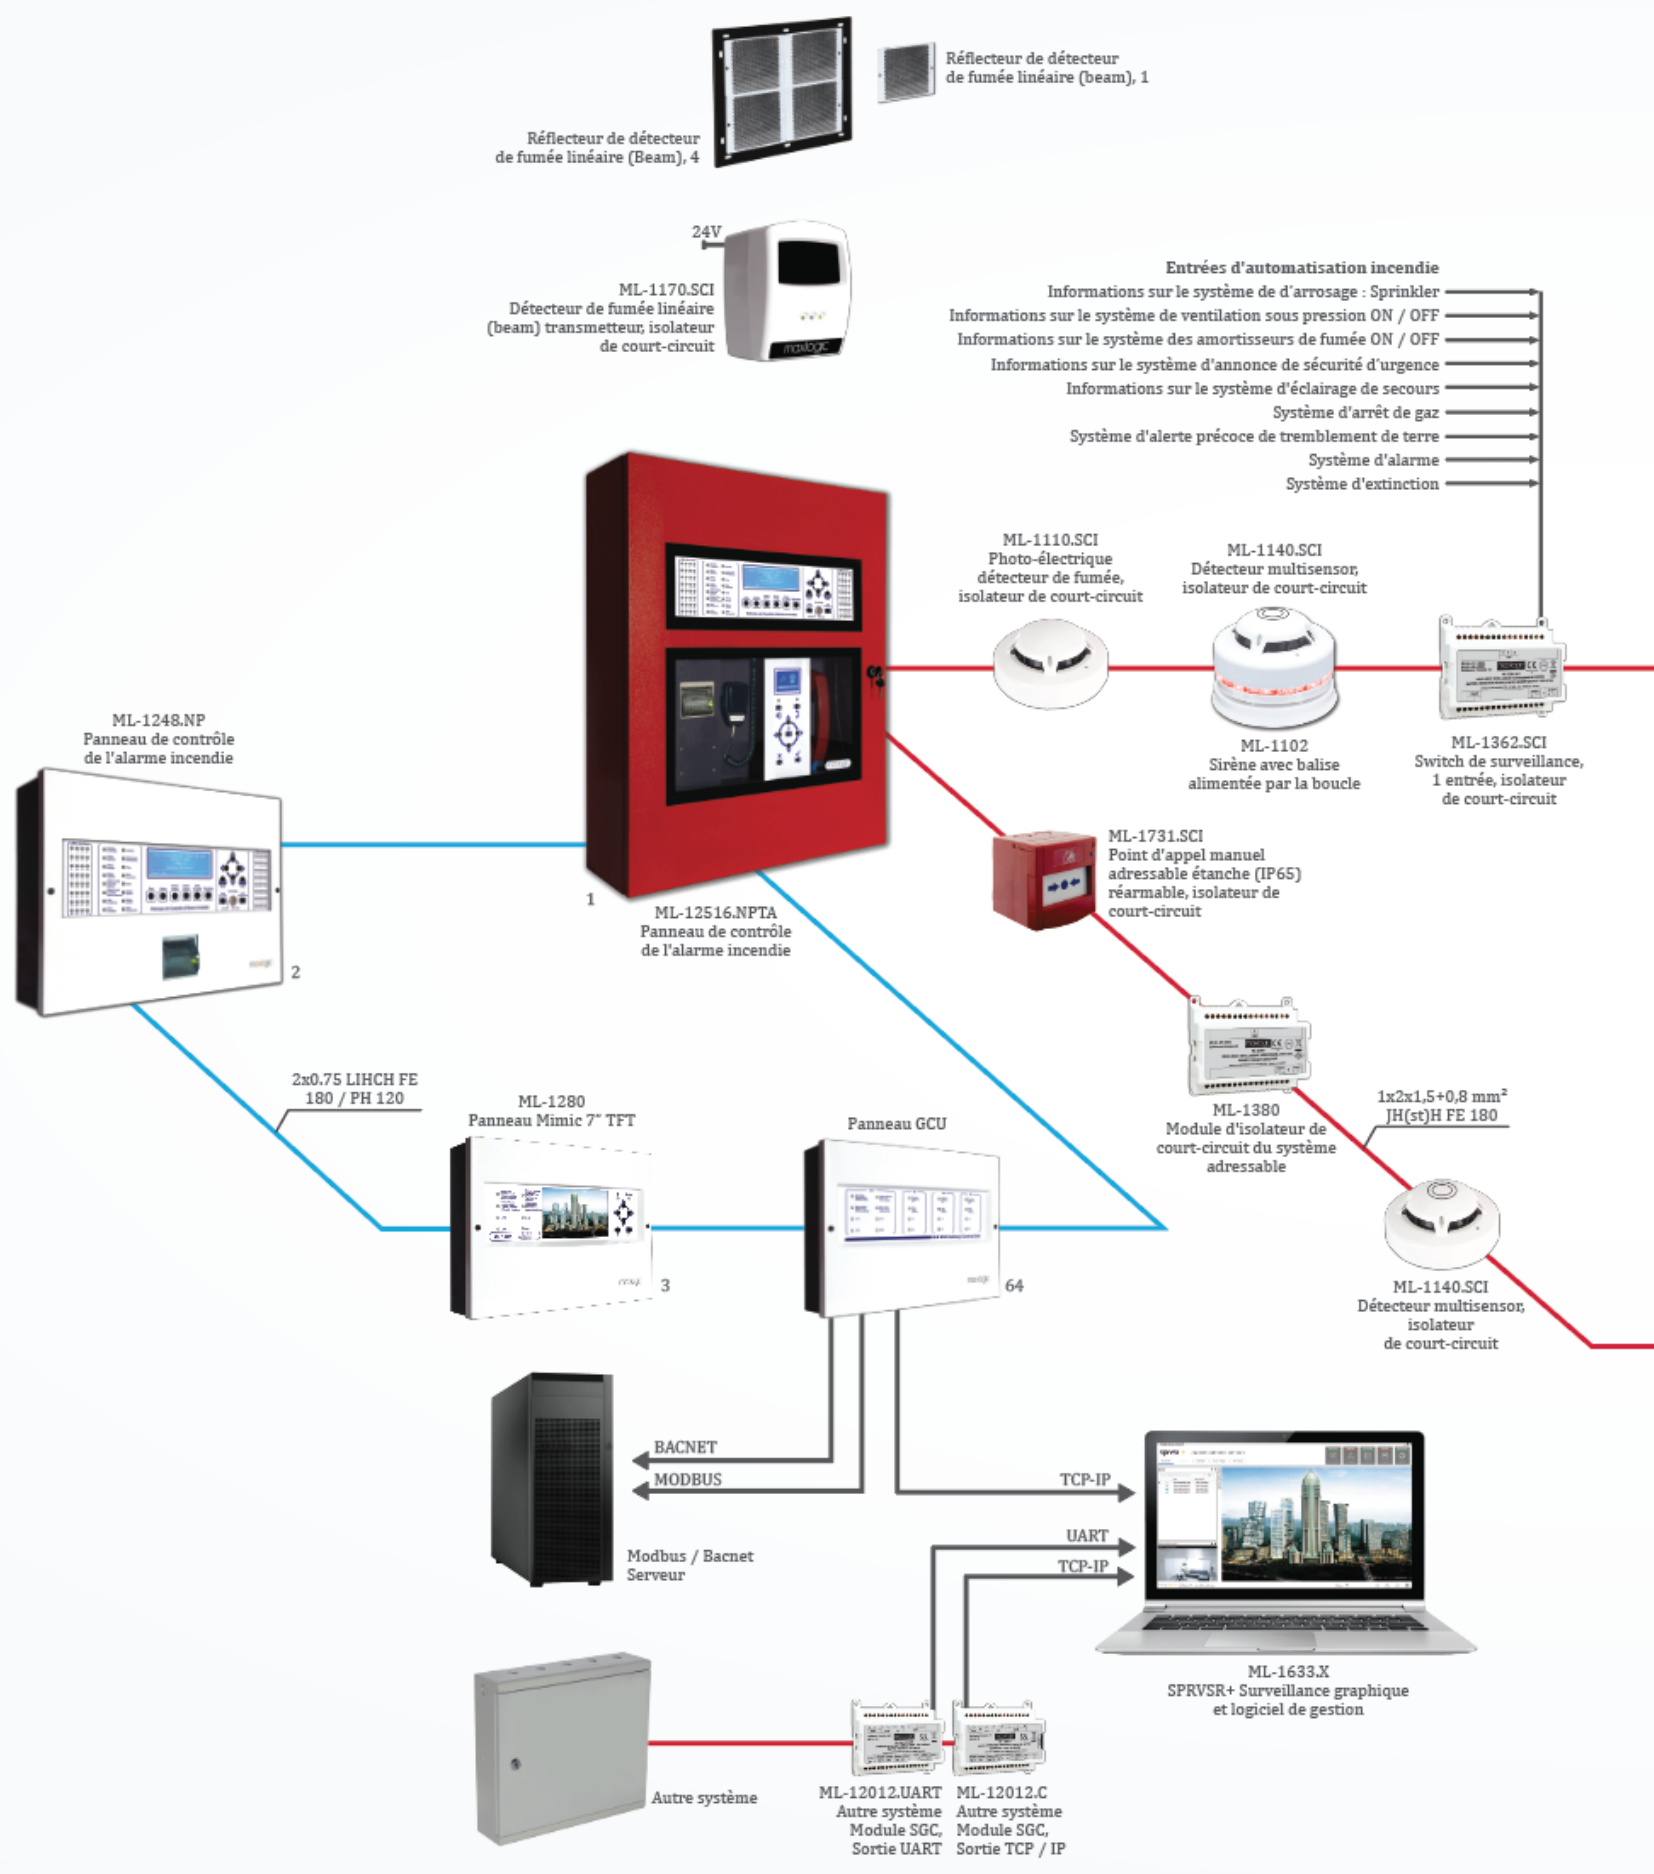 Réflecteur de détecteur
de fumée linéaire (beam), 1
Réflecteur de détecteur
de fumée linéaire (Beam), 4
24V
ML-1170.SCI
Détecteur de fumée linéaire
(beam) transmetteur, isolateur
de court-circuit
maxlogic
Entrées d'automatisation incendie
Informations sur le système de d'arrosage : Sprinkler
Informations sur le système de ventilation sous pression ON / OFF
Informations sur le système des amortisseurs de fumée ON / OFF
Informations sur le système d'annonce de sécurité d'urgence
Informations sur le système d'éclairage de secours
Système d'arrêt de gaz
Système d'alerte précoce de tremblement de terre
Système d'alarme
Système d'extinction
ML-1110.SCI
Photo-électrique
détecteur de fumée,
isolateur de court-circuit
ML-1140.SCI
Détecteur multisensor,
isolateur de court-circuit
ML-1102
Sirène avec balise
alimentée par la boucle
ML-1362.SCI
Switch de surveillance,
1 entrée, isolateur
de court-circuit
ML-1248.NP
Panneau de contrôle
de l'alarme incendie
2
1
ML-12516.NPTA
Panneau de contrôle
de l'alarme incendie
ML-1731.SCI
Point d'appel manuel
adressable étanche (IP65)
réarmable, isolateur de
court-circuit
2x0.75 LIHCH FE
180 / PH 120
ML-1280
Panneau Mimic 7" TFT
3
Panneau GCU
64
ML-1380
Module d'isolateur de
court-circuit du système
adressable
1x2x1,5+0,8 mm²
JH(st)H FE 180
ML-1140.SCI
Détecteur multisensor,
isolateur
de court-circuit
BACNET
MODBUS
Modbus / Bacnet
Serveur
TCP-IP
UART
TCP-IP
ML-1633.X
SPRVSR+ Surveillance graphique
et logiciel de gestion
Autre système
ML-12012.UART
Autre système
Module SGC,
Sortie UART
ML-12012.C
Autre système
Module SGC,
Sortie TCP / IP